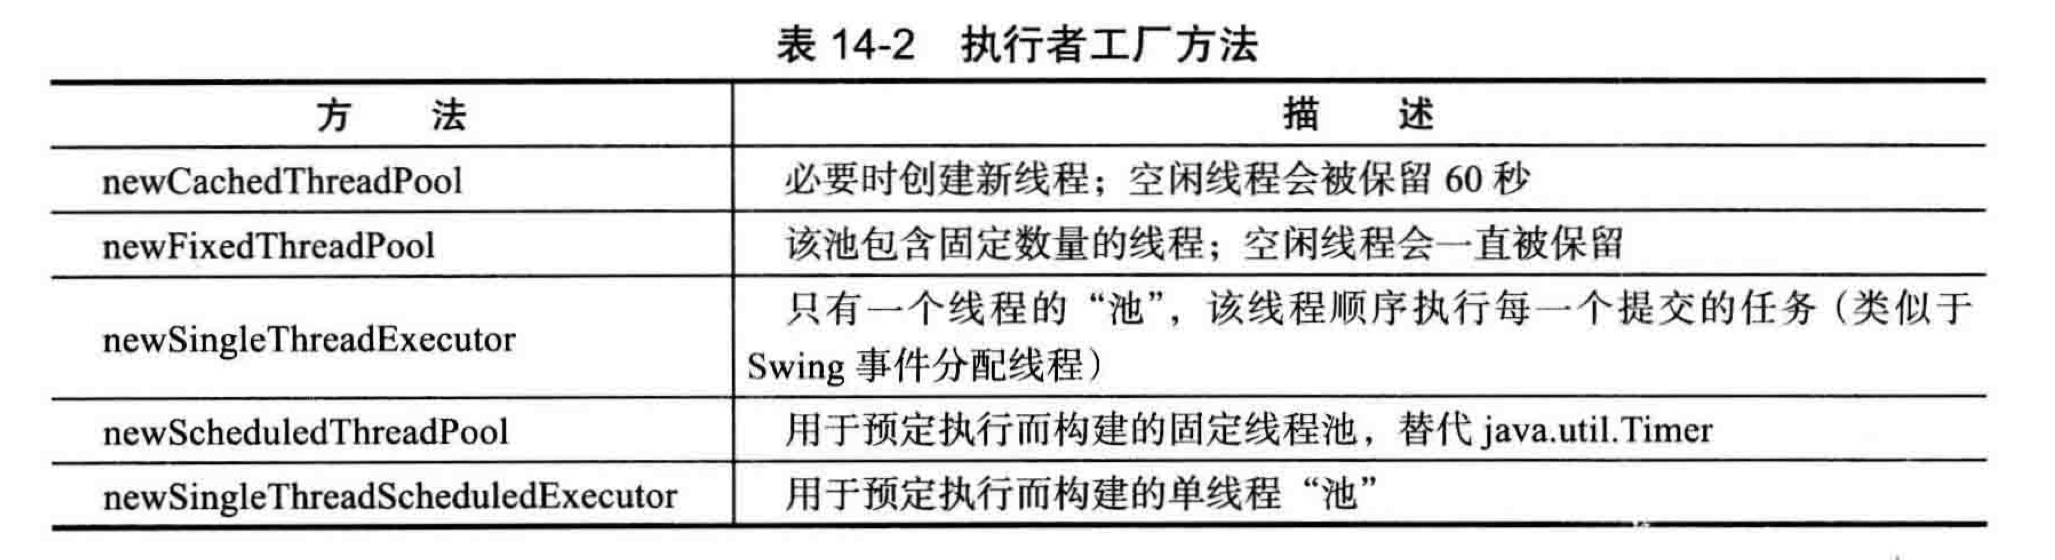 表 14-2 执行者工厂方法
方 法 描 述
newCachedThreadPool 必要时创建新线程；空闲线程会被保留 60 秒
newFixedThreadPool 该池包含固定数量的线程；空闲线程会一直被保留
newSingleThreadExecutor 只有一个线程的“池”，该线程顺序执行每一个提交的任务（类似于
Swing 事件分配线程）
newScheduledThreadPool 用于预定执行而构建的固定线程池，替代 java.util.Timer
newSingleThreadScheduledExecutor 用于预定执行而构建的单线程“池”